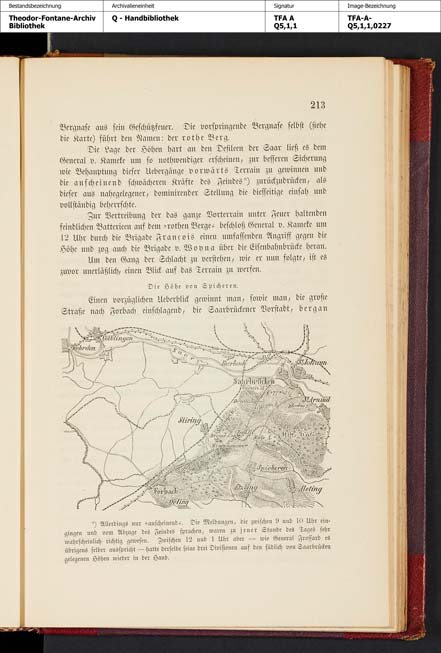 Bestandsbezeichnung Archivalieneinheit Signatur Image-Bezeichnung
Theodor-Fontane-Archiv Q - Handbibliothek TFA A TFA-A-
Bibliothek Q5,1,1 Q5,1,1,0227
213
Bergnase aus sein Geschützfeuer. Die vorspringende Bergnase selbst (siehe
die Karte) führt den Namen: der rothe Berg.
Die Lage der Höhen hart an den Defileen der Saar ließ es dem
General v. Kameke um so nothwendiger erscheinen, zur besseren Sicherung
wie Behauptung dieser Uebergänge vorwärts Terrain zu gewinnen und
die anscheinend schwächeren Kräfte des Feindes*) zurückzudrücken, als
dieser aus nahegelegener, dominirender Stellung die diesseitige einsah und
vollständig beherrschte.
Zur Vertreibung der das ganze Vorterrain unter Feuer haltenden
feindlichen Batterieen auf dem »rothen Berge« beschloß General v. Kameke um
12 Uhr durch die Brigade François einen umfassenden Angriff gegen die
Höhe und zog auch die Brigade v. Woyna über die Eisenbahnbrücke heran.
Um den Gang der Schlacht zu verstehen, wie er nun folgte, ist es
zuvor unerläßlich, einen Blick auf das Terrain zu werfen.
Die Höhe von Spicheren.
Einen vorzüglichen Ueberblick gewinnt man, sowie man, die große
Straße nach Forbach einschlagend, die Saarbrücker Vorstadt, bergan
Völklingen
Saarbrücken
St. Johann
St. Arnual
Stiring
Spicheren
Forbach
Etzling
Oeting
*) Allerdings nur »anscheinend«. Die Meldungen, die zwischen 9 und 10 Uhr ein-
gingen und vom Abzuge des Feindes sprachen, waren zu jener Stunde des Tages sehr
wahrscheinlich richtig gewesen. Zwischen 12 und 1 Uhr aber — wie General Frossard es
übrigens selber ausspricht — hatte derselbe seine drei Divisionen auf den südlich von Saarbrücken
gelegenen Höhen wieder in der Hand.